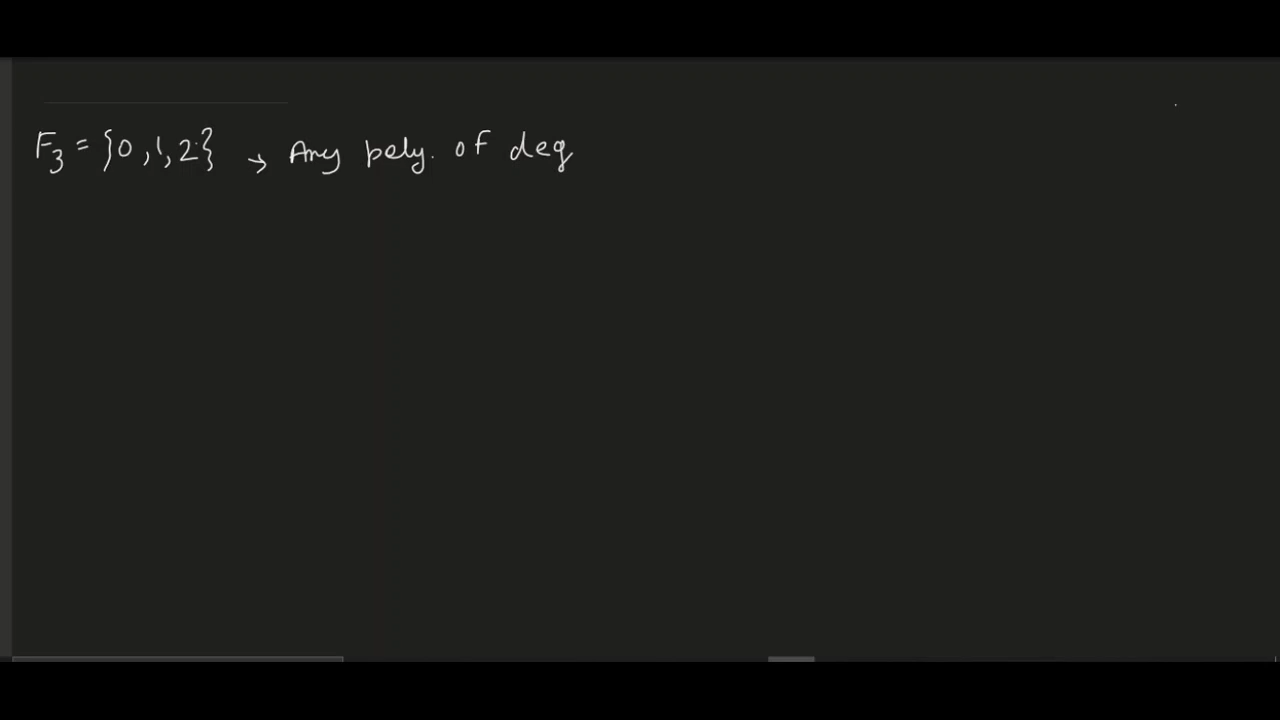 F₃ = {0, 1, 2} → Any poly. of deg